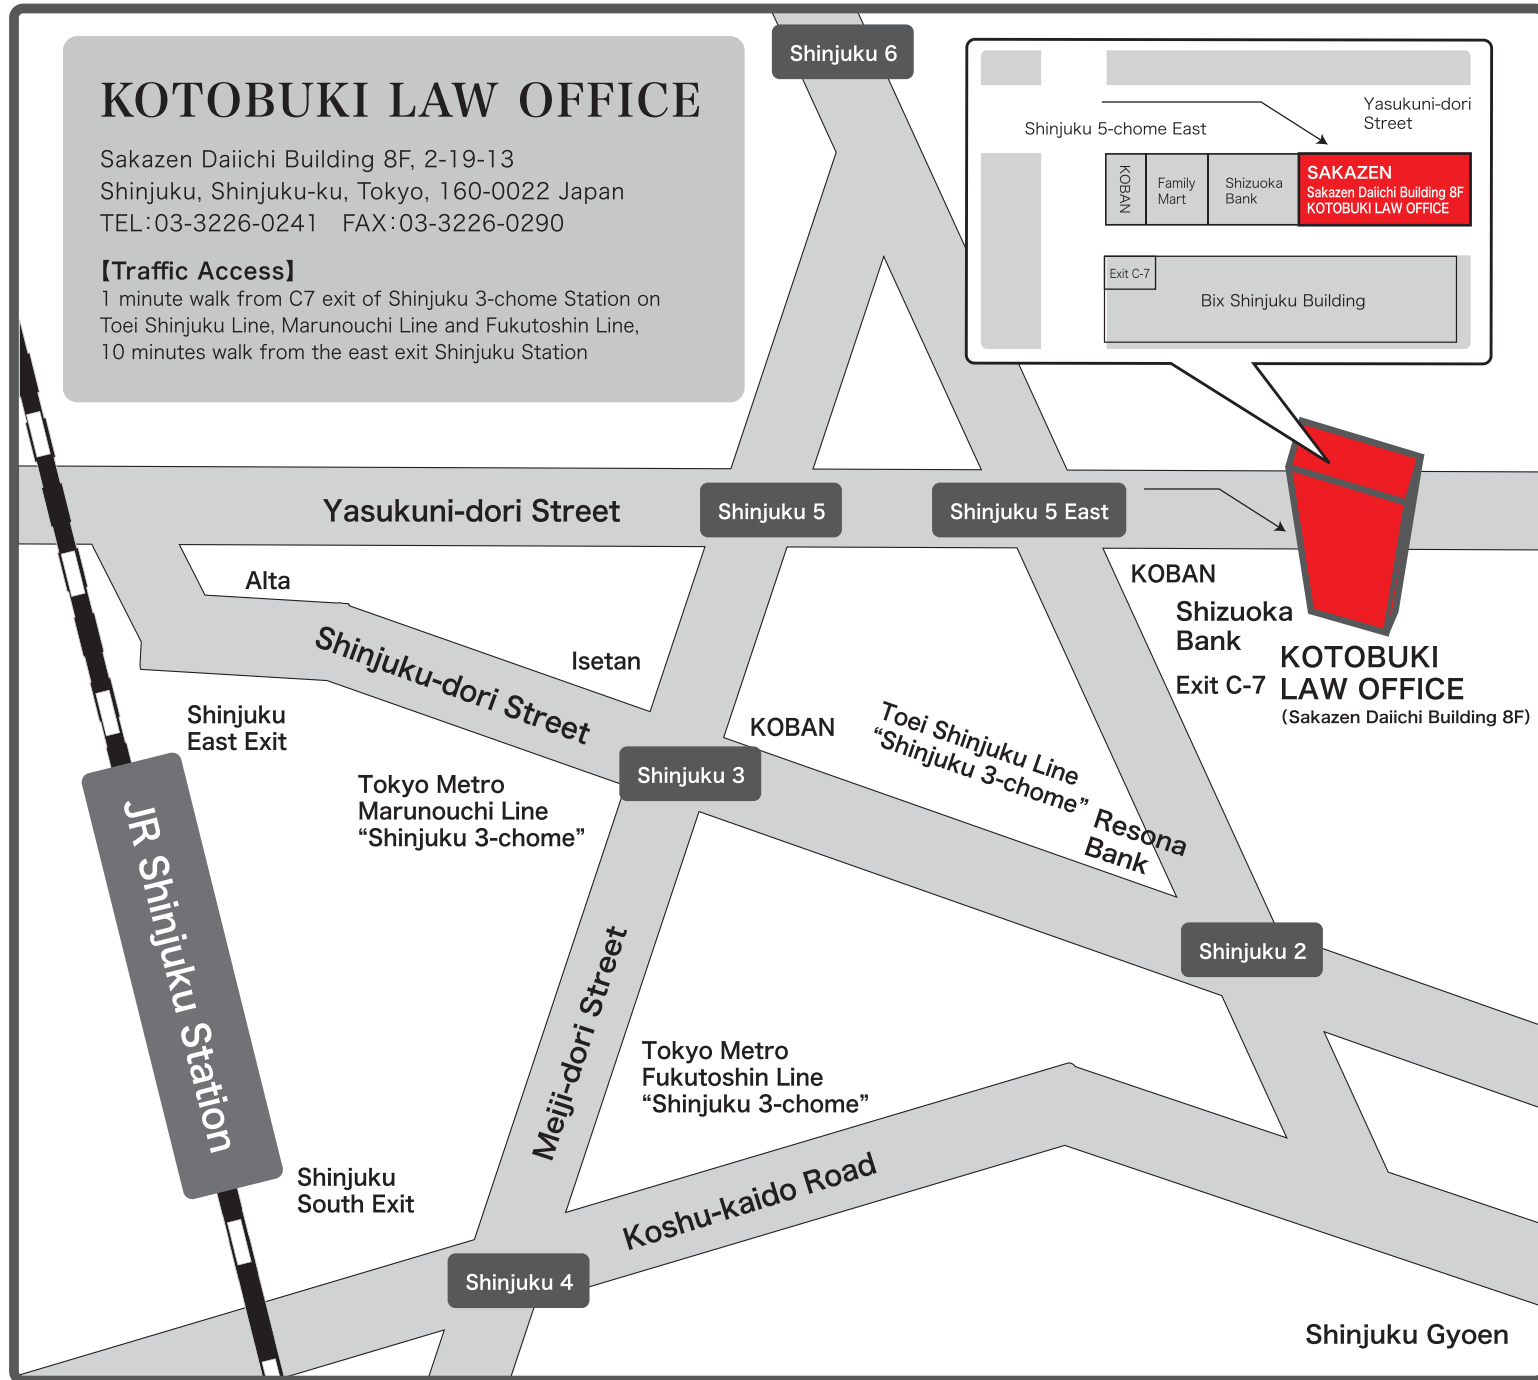 KOTOBUKI LAW OFFICE
Sakazen Daiichi Building 8F, 2-19-13
Shinjuku, Shinjuku-ku, Tokyo, 160-0022 Japan
TEL:03-3226-0241 FAX:03-3226-0290
【Traffic Access】
1 minute walk from C7 exit of Shinjuku 3-chome Station on
Toei Shinjuku Line, Marunouchi Line and Fukutoshin Line,
10 minutes walk from the east exit Shinjuku Station
Shinjuku 6
Yasukuni-dori
Street
Shinjuku 5-chome East
KOBAN
Family
Mart
Shizuoka
Bank
SAKAZEN
Sakazen Daiichi Building 8F
KOTOBUKI LAW OFFICE
Exit C-7
Bix Shinjuku Building
Yasukuni-dori Street
Shinjuku 5
Shinjuku 5 East
Alta
KOBAN
Shizuoka
Bank
Exit C-7
KOTOBUKI
LAW OFFICE
(Sakazen Daiichi Building 8F)
Shinjuku-dori Street
Isetan
Shinjuku
East Exit
KOBAN
Shinjuku 3
Tokyo Metro
Marunouchi Line
“Shinjuku 3-chome”
Toei Shinjuku Line
“Shinjuku 3-chome”
Resona
Bank
JR Shinjuku Station
Shinjuku 2
Meiji-dori Street
Tokyo Metro
Fukutoshin Line
“Shinjuku 3-chome”
Shinjuku
South Exit
Koshu-kaido Road
Shinjuku 4
Shinjuku Gyoen